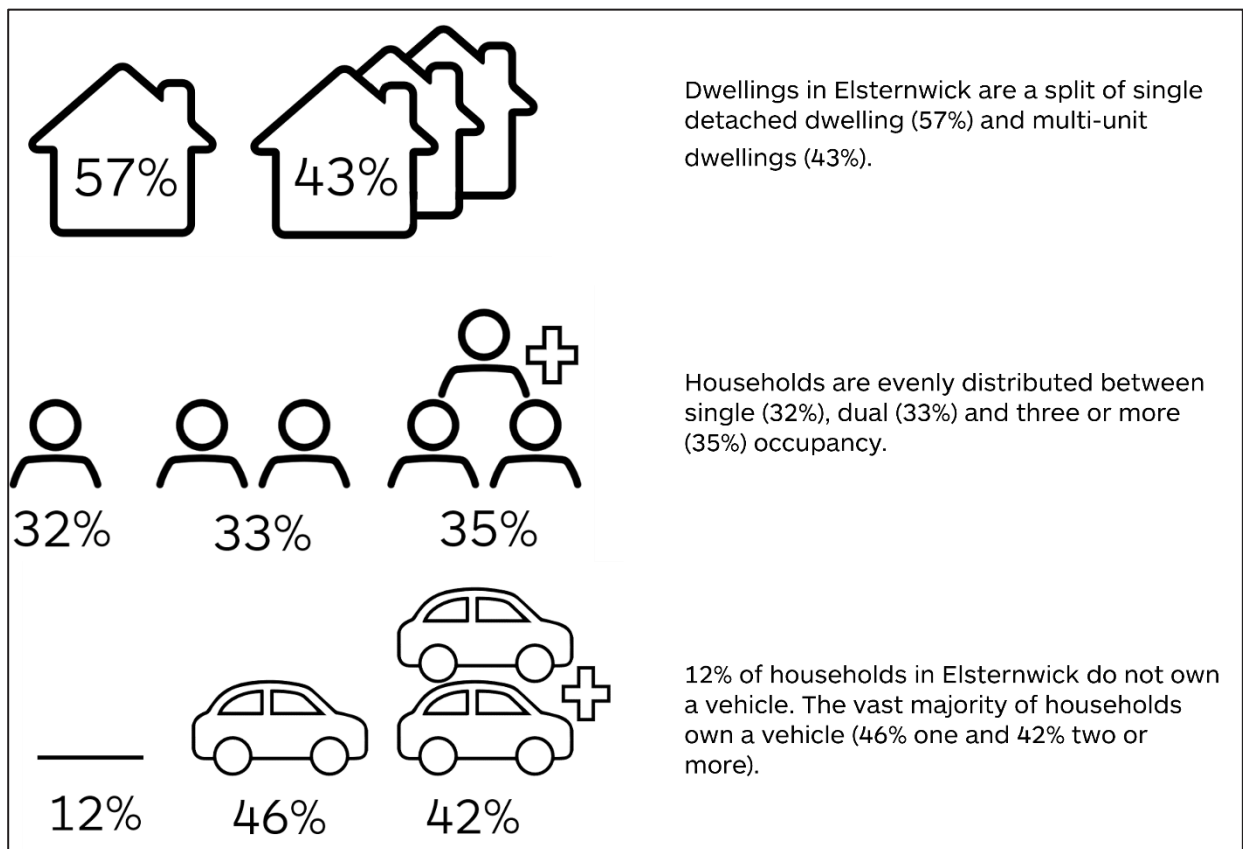 57%
43%
Dwellings in Elsternwick are a split of single
detached dwelling (57%) and multi-unit
dwellings (43%).
32%
33%
35%
Households are evenly distributed between
single (32%), dual (33%) and three or more
(35%) occupancy.
12%
46%
42%
12% of households in Elsternwick do not own
a vehicle. The vast majority of households
own a vehicle (46% one and 42% two or
more).